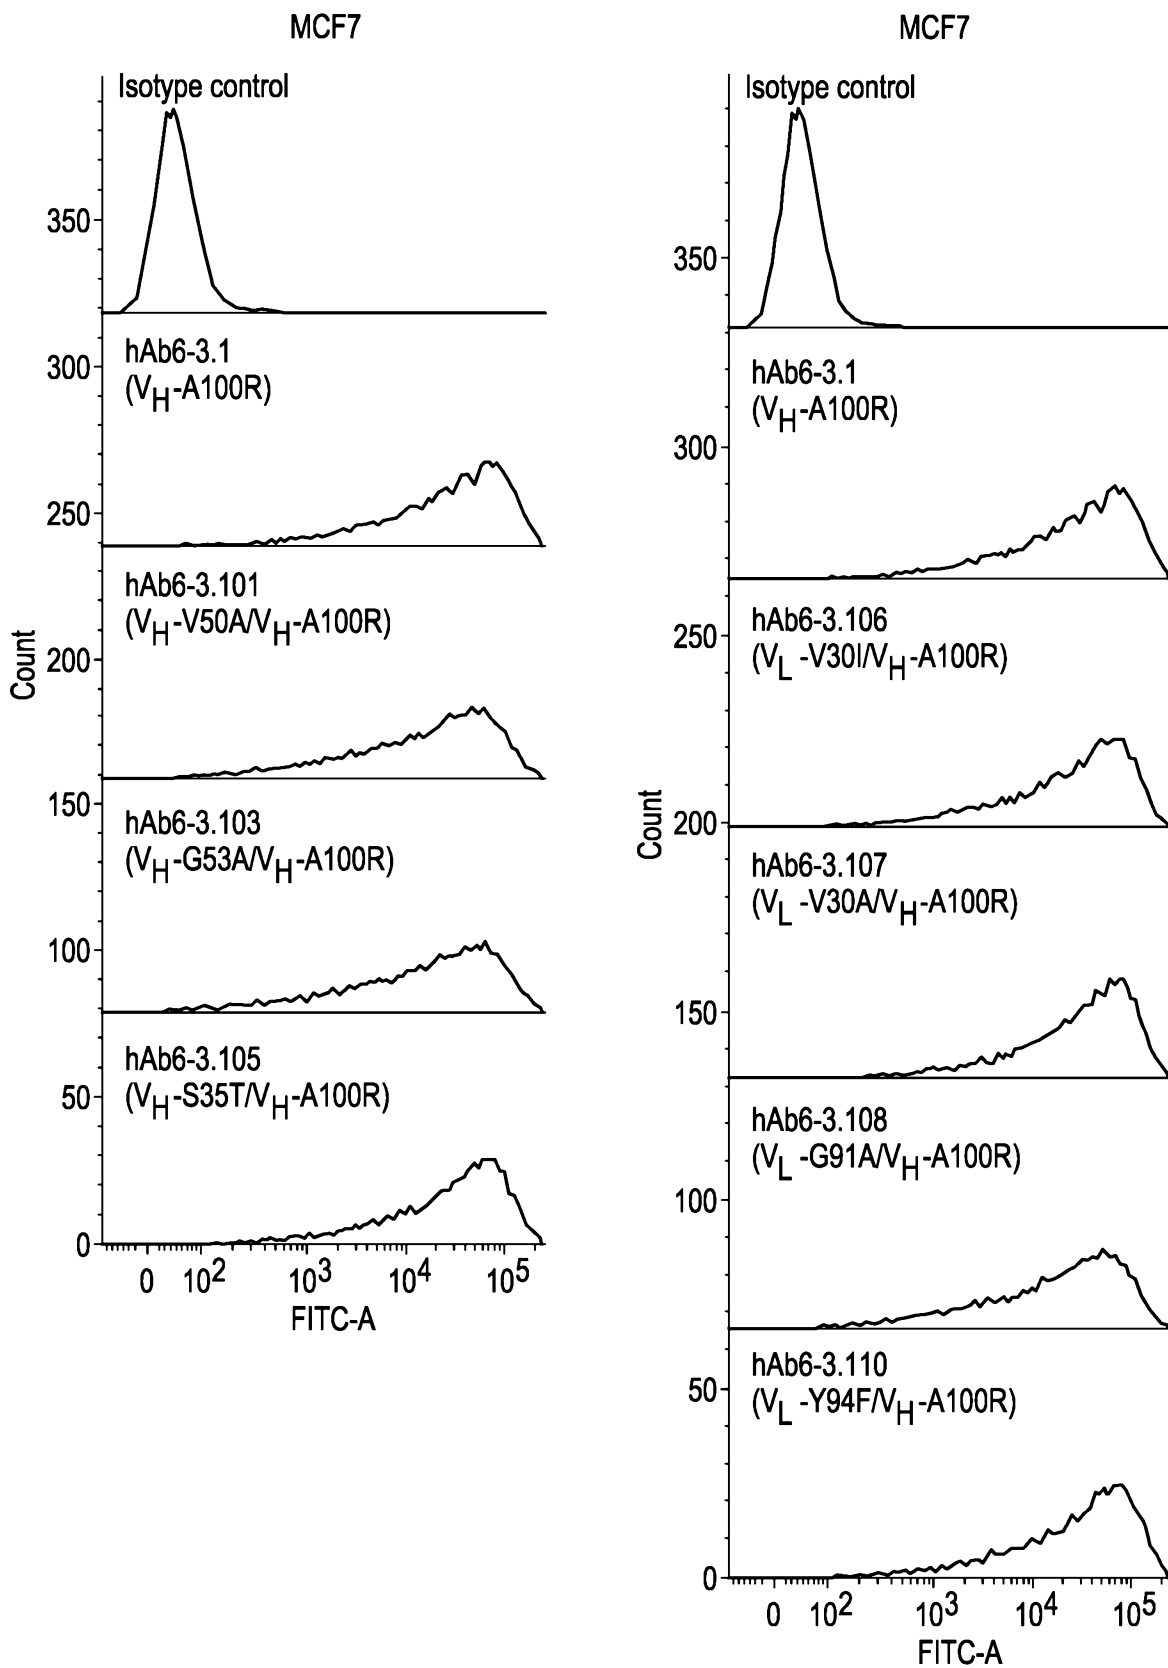 MCF7
Isotype control
350
hAb6-3.1
300
(VH-A100R)
250
hAb6-3.101
(VH-V50A/VH-A100R)
Count
200
150
hAb6-3.103
(VH-G53A/VH-A100R)
100
hAb6-3.105
50
(VH-S35T/VH-A100R)
0
0 10² 10³ 10⁴ 10⁵
FITC-A
MCF7
Isotype control
350
hAb6-3.1
(VH-A100R)
300
hAb6-3.106
250
(VL-V30I/VH-A100R)
Count
200
hAb6-3.107
(VL-V30A/VH-A100R)
150
hAb6-3.108
(VL-G91A/VH-A100R)
100
hAb6-3.110
50
(VL-Y94F/VH-A100R)
0
0 10² 10³ 10⁴ 10⁵
FITC-A